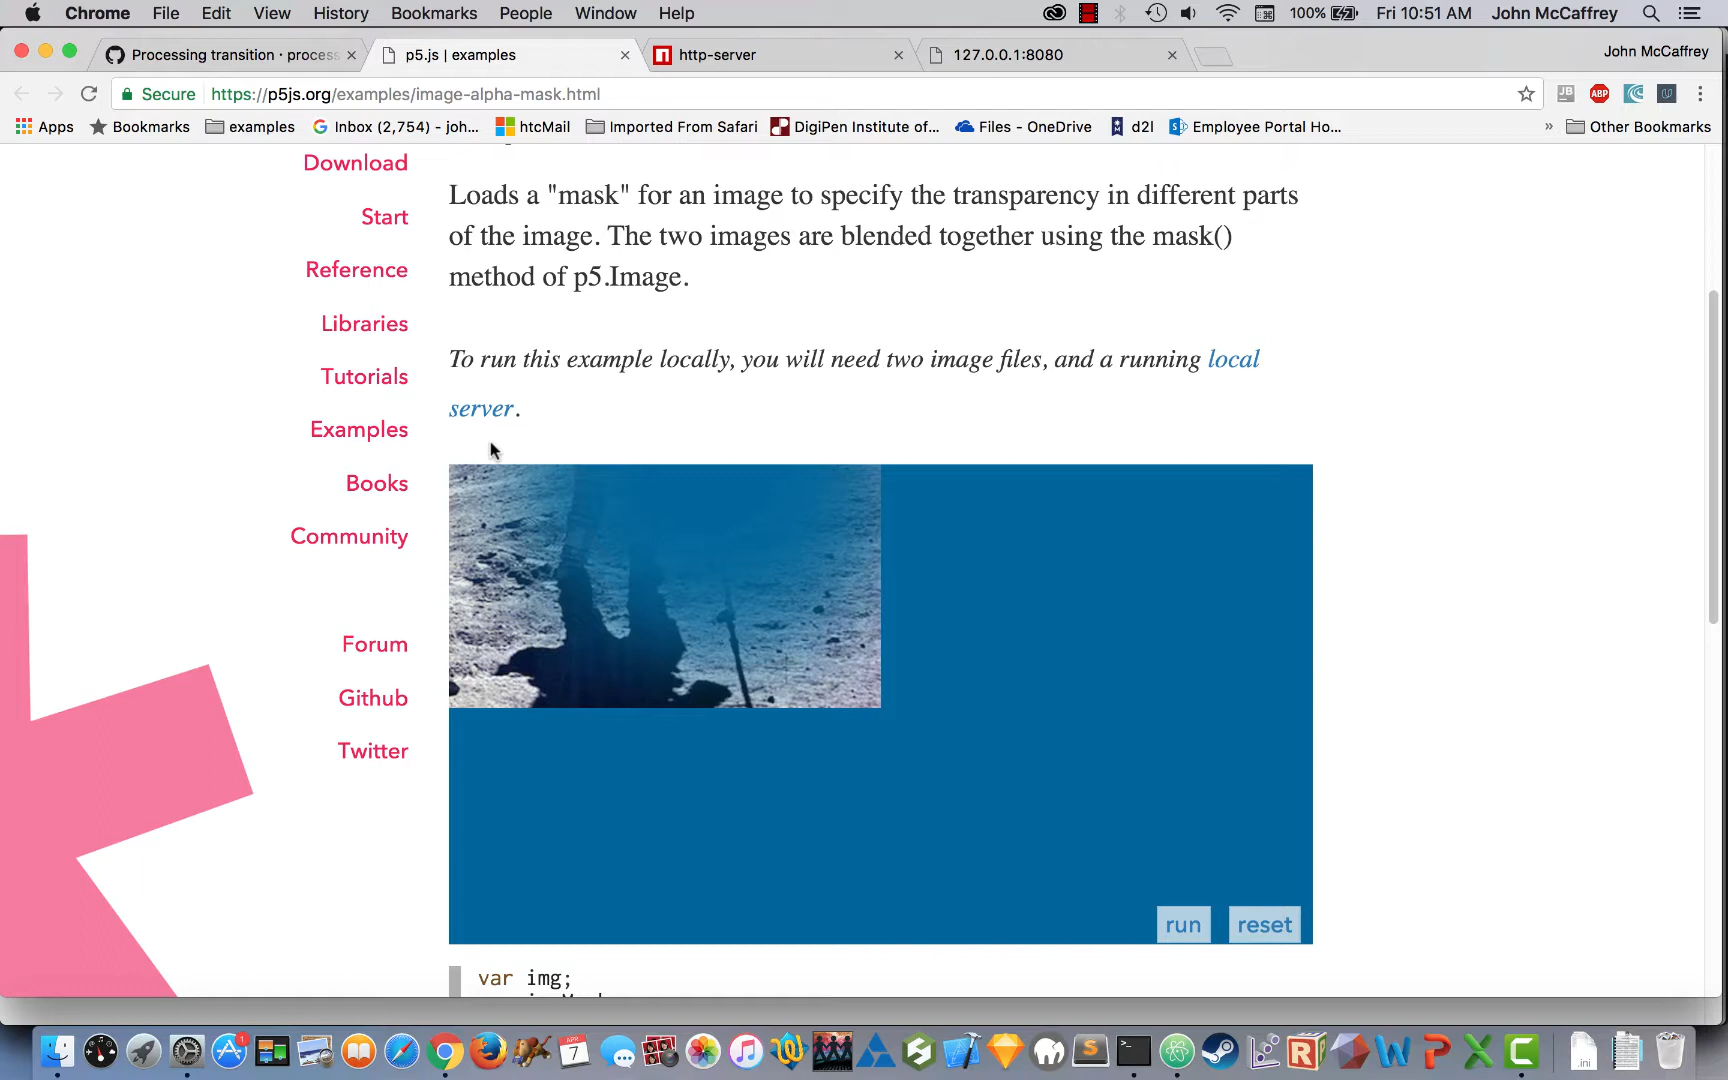 Chrome File Edit View History Bookmarks People Window Help 100% Fri 10:51 AM John McCaffrey
Processing transition · proces p5.js | examples http-server 127.0.0.1:8080 John McCaffrey
Secure https://p5js.org/examples/image-alpha-mask.html JB ABP
Apps Bookmarks examples Inbox (2,754) - joh... htcMail Imported From Safari DigiPen Institute of... Files - OneDrive d2l Employee Portal Ho... » Other Bookmarks
Download
Start
Reference
Libraries
Tutorials
Examples
Books
Community
Forum
Github
Twitter
Loads a "mask" for an image to specify the transparency in different parts
of the image. The two images are blended together using the mask()
method of p5.Image.
To run this example locally, you will need two image files, and a running local
server.
run reset
var img;